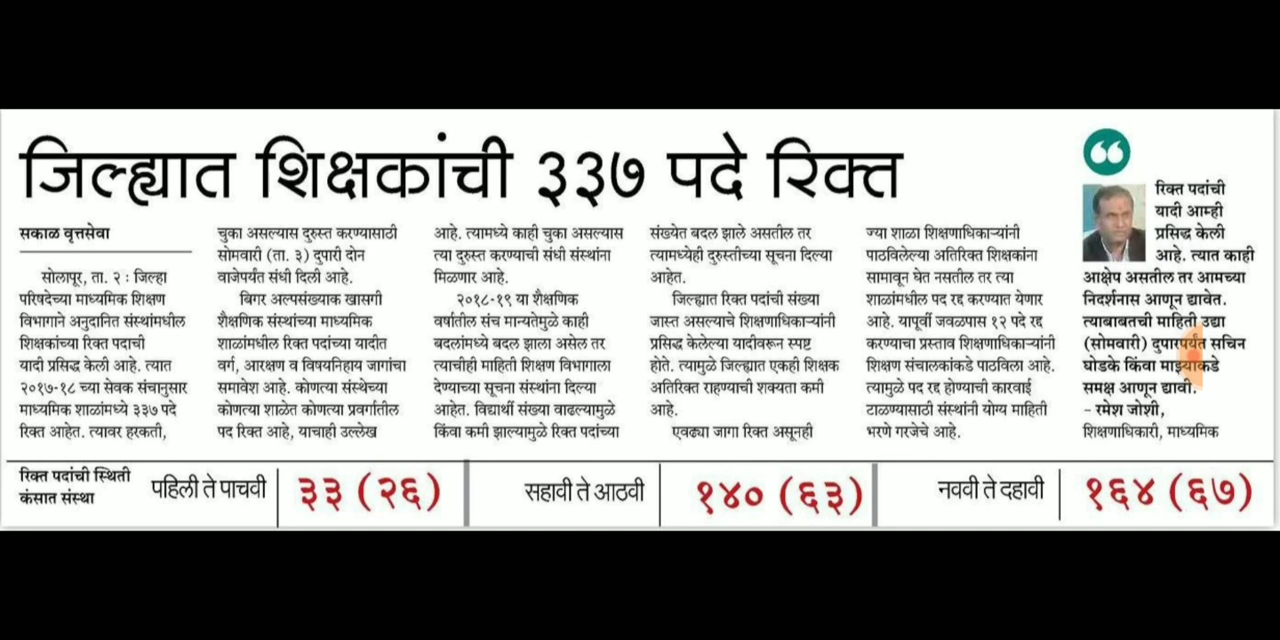 जिल्ह्यात शिक्षकांची ३३७ पदे रिक्त
सकाळ वृत्तसेवा
सोलापूर, ता. २ : जिल्हा
परिषदेच्या माध्यमिक शिक्षण
विभागाने अनुदानित संस्थांमधील
शिक्षकांच्या रिक्त पदाची
यादी प्रसिद्ध केली आहे. त्यात
२०१७-१८ च्या सेवक संचानुसार
माध्यमिक शाळांमध्ये ३३७ पदे
रिक्त आहेत. त्यावर हरकती,
चुका असल्यास दुरुस्त करण्यासाठी
सोमवारी (ता. ३) दुपारी दोन
वाजेपर्यंत संधी दिली आहे.
बिगर अल्पसंख्याक खासगी
शैक्षणिक संस्थांच्या माध्यमिक
शाळांमधील रिक्त पदांच्या यादीत
वर्ग, आरक्षण व विषयनिहाय जागांचा
समावेश आहे. कोणत्या संस्थेच्या
कोणत्या शाळेत कोणत्या प्रवर्गातील
पद रिक्त आहे, याचाही उल्लेख
आहे. त्यामध्ये काही चुका असल्यास
त्या दुरुस्त करण्याची संधी संस्थांना
मिळणार आहे.
२०१८-१९ या शैक्षणिक
वर्षातील संच मान्यतेमुळे काही
बदलांमध्ये बदल झाला असेल तर
त्याचीही माहिती शिक्षण विभागाला
देण्याच्या सूचना संस्थांना दिल्या
आहेत. विद्यार्थी संख्या वाढल्यामुळे
किंवा कमी झाल्यामुळे रिक्त पदांच्या
संख्येत बदल झाले असतील तर
त्यामध्येही दुरुस्तीच्या सूचना दिल्या
आहेत.
जिल्ह्यात रिक्त पदांची संख्या
जास्त असल्याचे शिक्षणाधिकाऱ्यांनी
प्रसिद्ध केलेल्या यादीवरून स्पष्ट
होते. त्यामुळे जिल्ह्यात एकही शिक्षक
अतिरिक्त राहण्याची शक्यता कमी
आहे.
एवढ्या जागा रिक्त असूनही
ज्या शाळा शिक्षणाधिकाऱ्यांनी
पाठविलेल्या अतिरिक्त शिक्षकांना
सामावून घेत नसतील तर त्या
शाळांमधील पद रद्द करण्यात येणार
आहे. यापूर्वी जवळपास १२ पदे रद्द
करण्याचा प्रस्ताव शिक्षणाधिकाऱ्यांनी
शिक्षण संचालकांकडे पाठविला आहे.
त्यामुळे पद रद्द होण्याची कारवाई
टाळण्यासाठी संस्थांनी योग्य माहिती
भरणे गरजेचे आहे.
रिक्त पदांची
यादी आम्ही
प्रसिद्ध केली
आहे. त्यात काही
आक्षेप असतील तर आमच्या
निदर्शनास आणून द्यावेत.
त्याबाबतची माहिती उद्या
(सोमवारी) दुपारपर्यंत सचिन
घोडके किंवा माझ्याकडे
समक्ष आणून द्यावी.
- रमेश जोशी,
शिक्षणाधिकारी, माध्यमिक
रिक्त पदांची स्थिती
कंसात संस्था
पहिली ते पाचवी ३३ (२६)
सहावी ते आठवी १४० (६३)
नववी ते दहावी १६४ (६७)